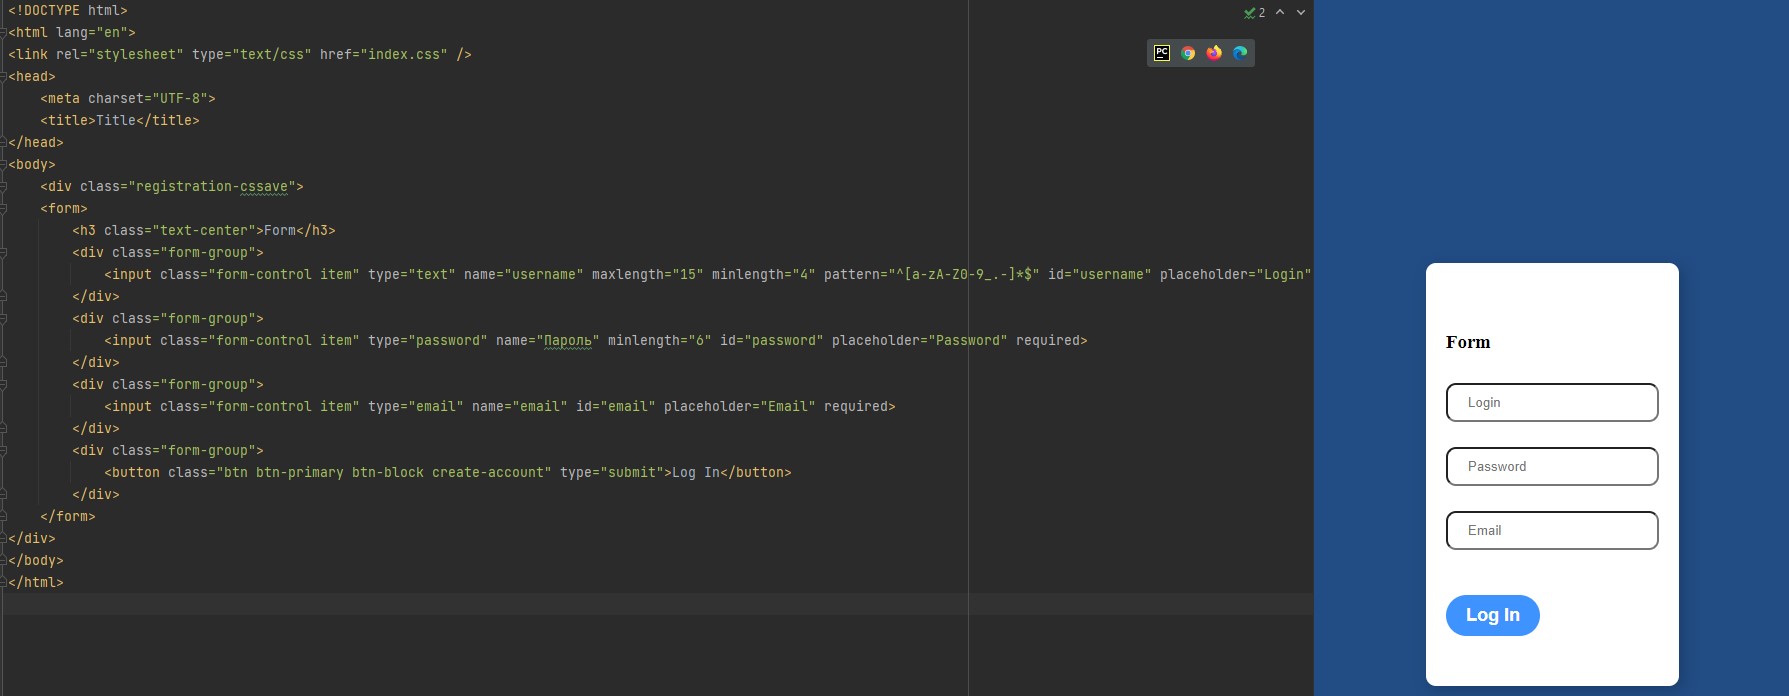 <!DOCTYPE html>
2
<html lang="en">
<link rel="stylesheet" type="text/css" href="index.css" />
PC
<head>
    <meta charset="UTF-8">
    <title>Title</title>
</head>
<body>
    <div class="registration-cssave">
    <form>
        <h3 class="text-center">Form</h3>
        <div class="form-group">
            <input class="form-control item" type="text" name="username" maxlength="15" minlength="4" pattern="^[a-zA-Z0-9_.-]*$" id="username" placeholder="Login"
        </div>
        <div class="form-group">
            <input class="form-control item" type="password" name="Пароль" minlength="6" id="password" placeholder="Password" required>
        </div>
        <div class="form-group">
            <input class="form-control item" type="email" name="email" id="email" placeholder="Email" required>
        </div>
        <div class="form-group">
            <button class="btn btn-primary btn-block create-account" type="submit">Log In</button>
        </div>
    </form>
</div>
</body>
</html>
Form
Login
Password
Email
Log In